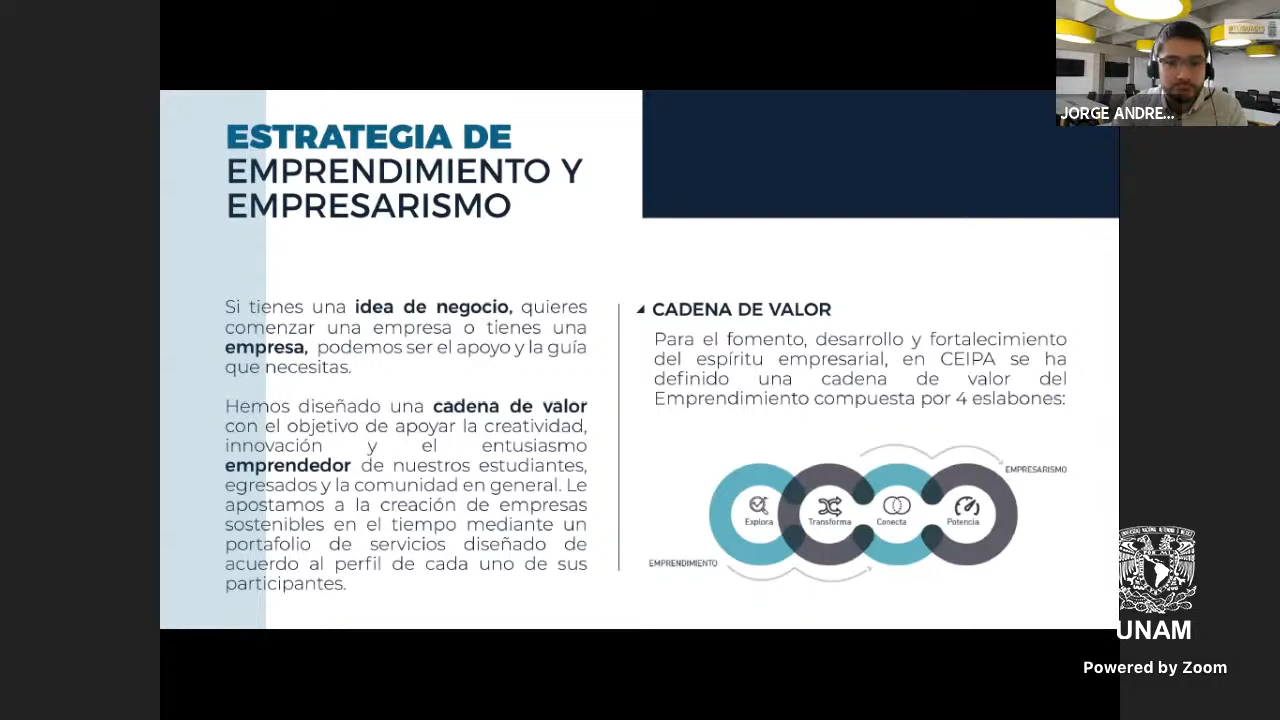 ESTRATEGIA DE
EMPRENDIMIENTO Y
EMPRESARISMO
Si tienes una idea de negocio, quieres
comenzar una empresa o tienes una
empresa, podemos ser el apoyo y la guía
que necesitas.
Hemos diseñado una cadena de valor
con el objetivo de apoyar la creatividad,
innovación y el entusiasmo
emprendedor de nuestros estudiantes,
egresados y la comunidad en general. Le
apostamos a la creación de empresas
sostenibles en el tiempo mediante un
portafolio de servicios diseñado de
acuerdo al perfil de cada uno de sus
participantes.
CADENA DE VALOR
Para el fomento, desarrollo y fortalecimiento
del espíritu empresarial, en CEIPA se ha
definido una cadena de valor del
Emprendimiento compuesta por 4 eslabones:
EMPRESARISMO
Explora
Transforma
Conecta
Potencia
EMPRENDIMIENTO
JORGE ANDRE...
UNAM
Powered by Zoom